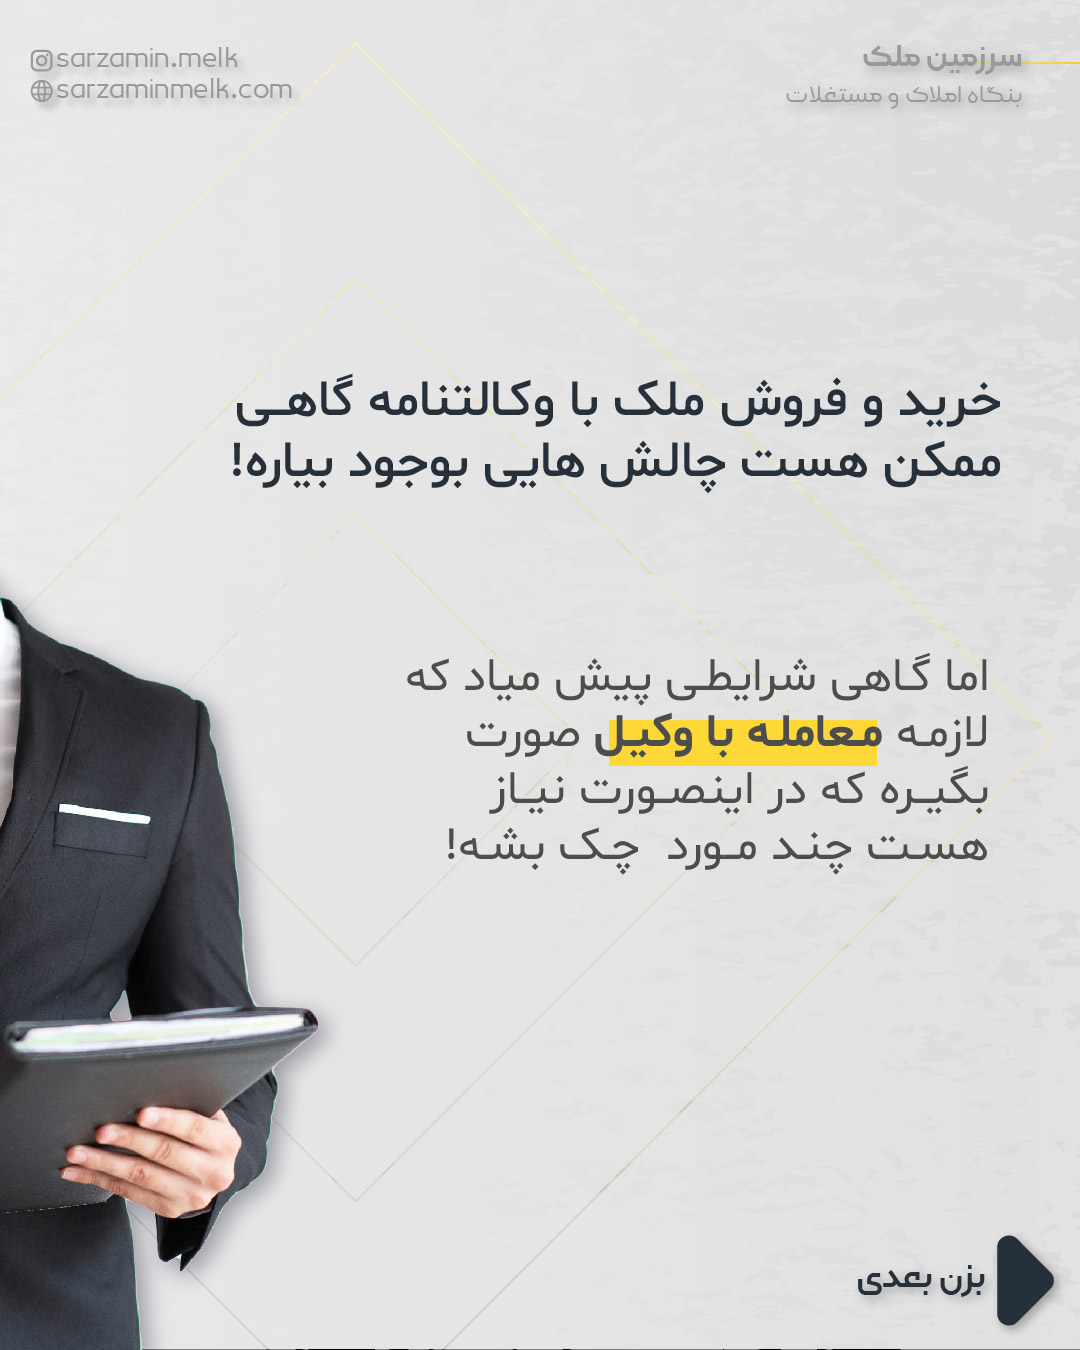 sarzamin.melk
sarzaminmelk.com
سرزمین ملک
بنگاه املاک و مستغلات
خرید و فروش ملک با وکالتنامه گاهی
ممکن هست چالش هایی بوجود بیاره!
اما گاهی شرایطی پیش میاد که
لازمه معامله با وکیل صورت
بگیره که در اینصورت نیاز
هست چند مورد چک بشه!
بزن بعدی